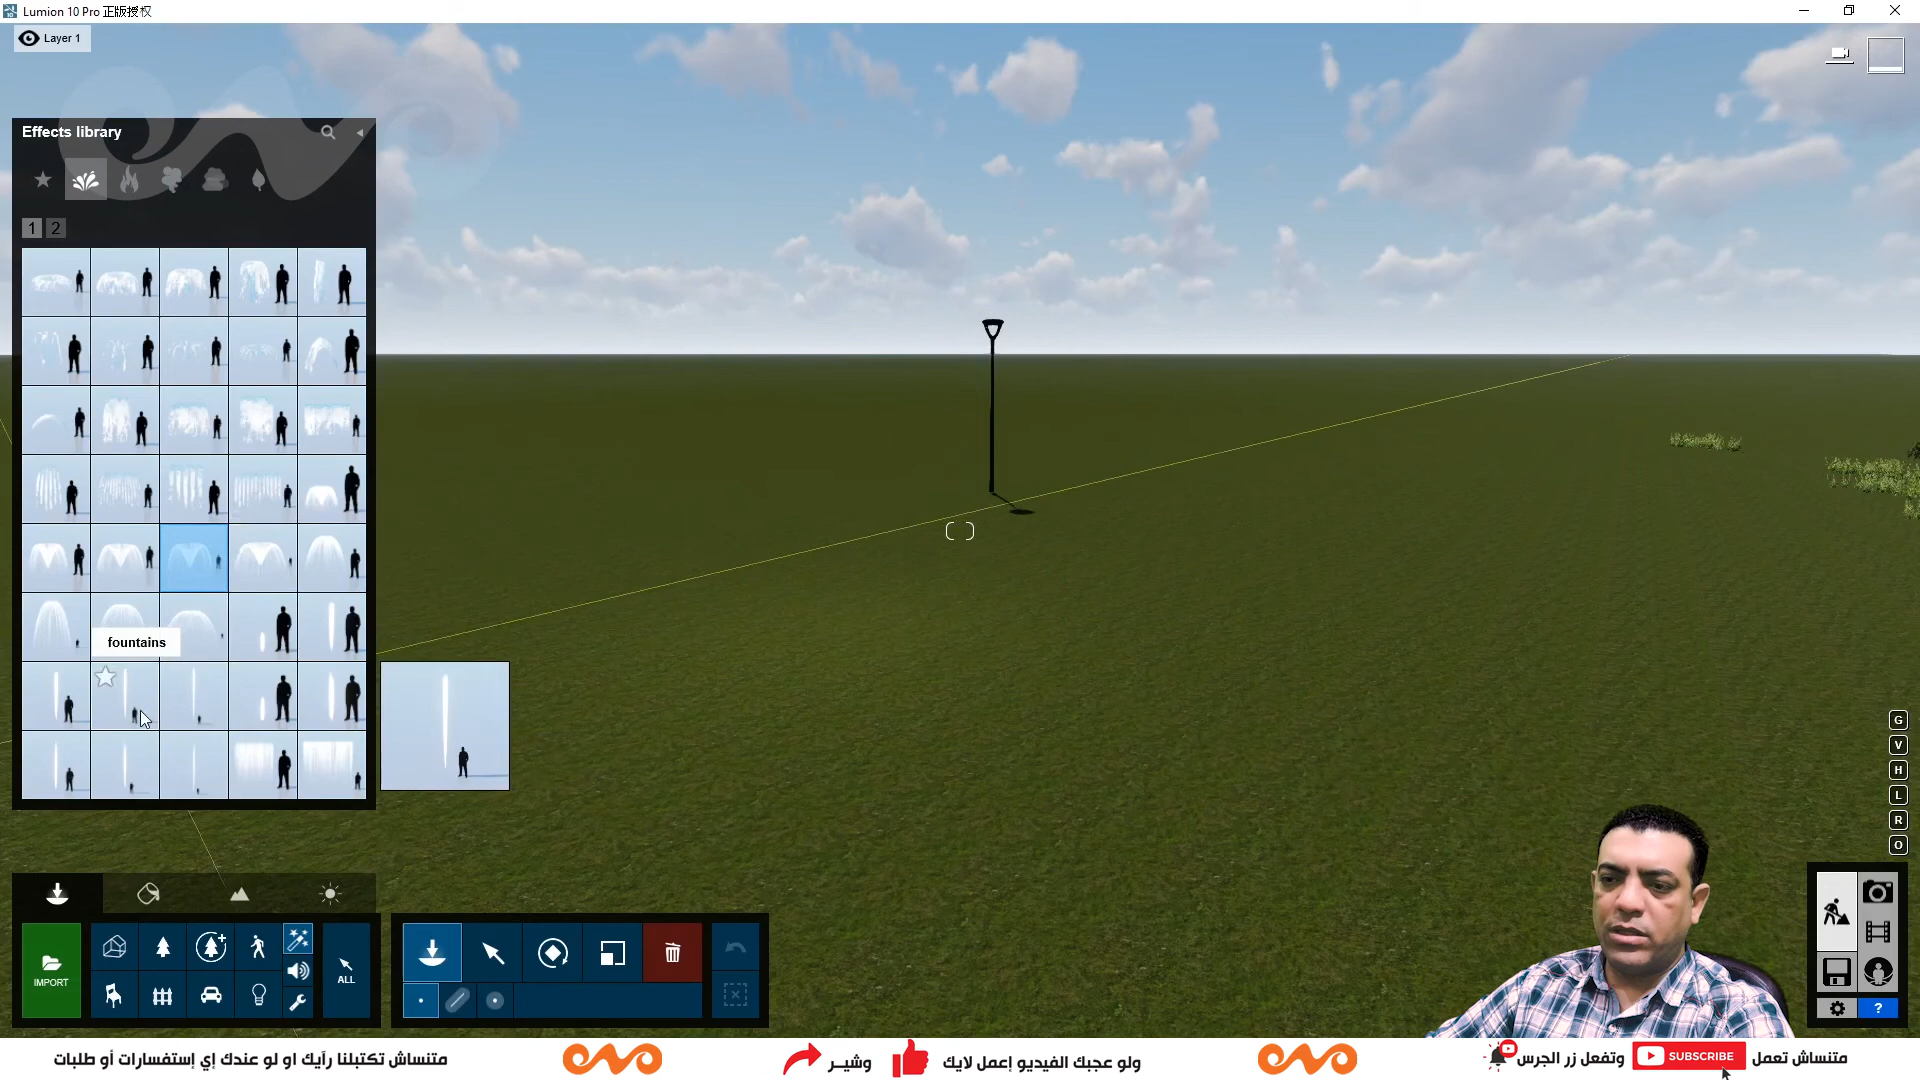 Lumion 10 Pro 正版授权
Layer 1
Effects library
1 2
fountains
G
V
H
L
R
O
IMPORT
ALL
?
متنساش تكتبلنا رأيك او لو عندك إي إستفسارات أو طلبات
ولو عجبك الفيديو إعمل لايك
وشير
متنساش تعمل
SUBSCRIBE
وتفعل زر الجرس